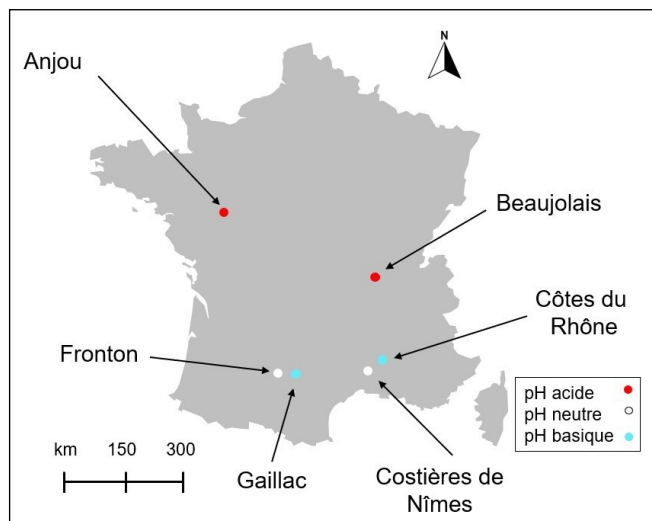 N
Anjou
Beaujolais
Côtes du
Rhône
Fronton
pH acide
pH neutre
pH basique
km 150 300
Gaillac
Costières de
Nîmes